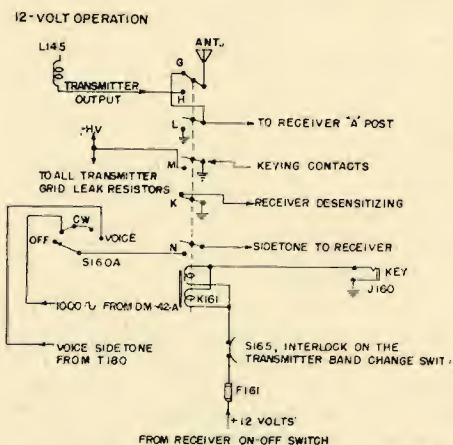 12-VOLT OPERATION
L145
ANT.
G
TRANSMITTER
OUTPUT
H
L
TO RECEIVER "A" POST
-H.V
M
KEYING CONTACTS
TO ALL TRANSMITTER
GRID LEAK RESISTORS
K
RECEIVER DESENSITIZING
CW
VOICE
OFF
N
SIDETONE TO RECEIVER
S160A
KEY
K161
J160
1000 ∿ FROM DM-42-A
S165, INTERLOCK ON THE
TRANSMITTER BAND CHANGE SWIT
VOICE SIDETONE
FROM T180
F161
+12 VOLTS
FROM RECEIVER ON-OFF SWITCH